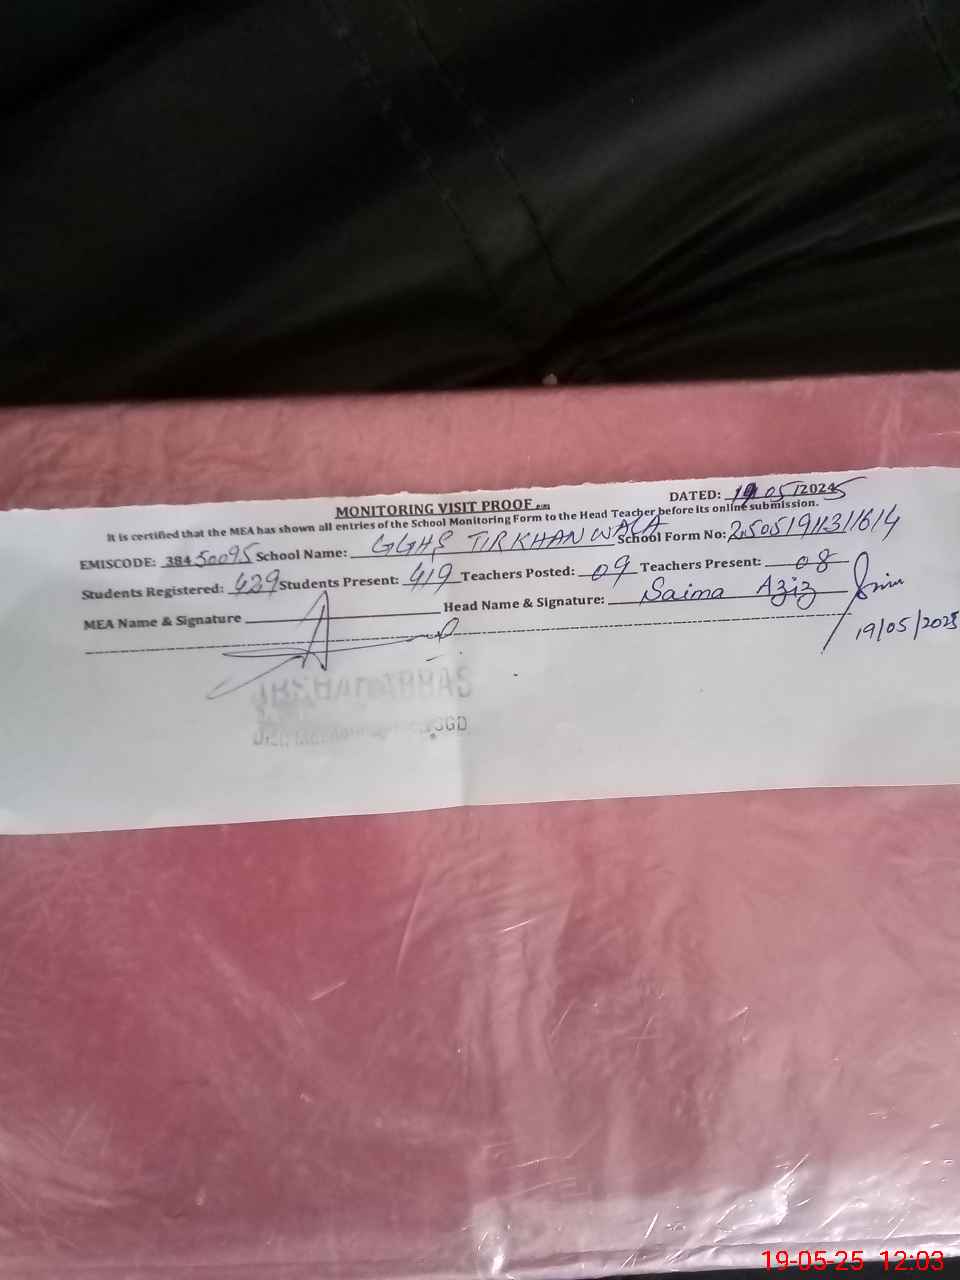 MONITORING VISIT PROOF
DATED: 19 05/2025
It is certified that the MEA has shown all entries of the School Monitoring Form to the Head Teacher before its online submission.
EMISCODE: 38450095 School Name: GGHS TIRKHANWALA School Form No:
Students Registered: 429 Students Present: 419 Teachers Posted: 09 Teachers Present: 08
MEA Name & Signature Head Name & Signature: Saima Aziz
19/05/2025
ABBAS
SGD
19-05-25 12:03